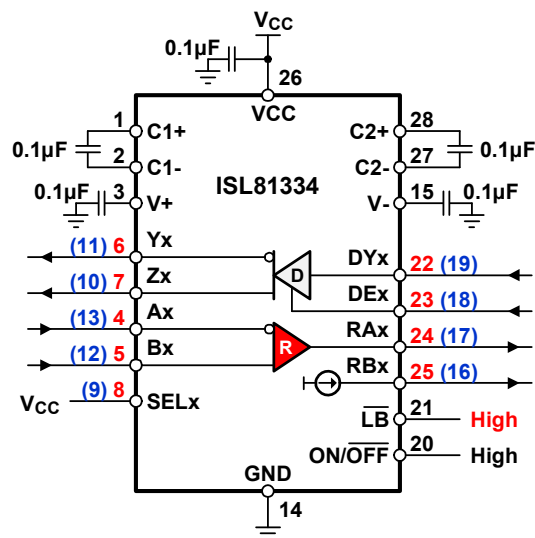 VCC
0.1µF
26
VCC
1 C1+ C2+ 28
0.1µF 0.1µF
2 C1- C2- 27
ISL81334
0.1µF 3 V+ V- 15 0.1µF
(11) 6 Yx DYx 22 (19)
D
(10) 7 Zx DEx 23 (18)
(13) 4 Ax RAx 24 (17)
R
(12) 5 Bx RBx 25 (16)
VCC (9) 8 SELx LB 21 High
ON/OFF 20 High
GND
14